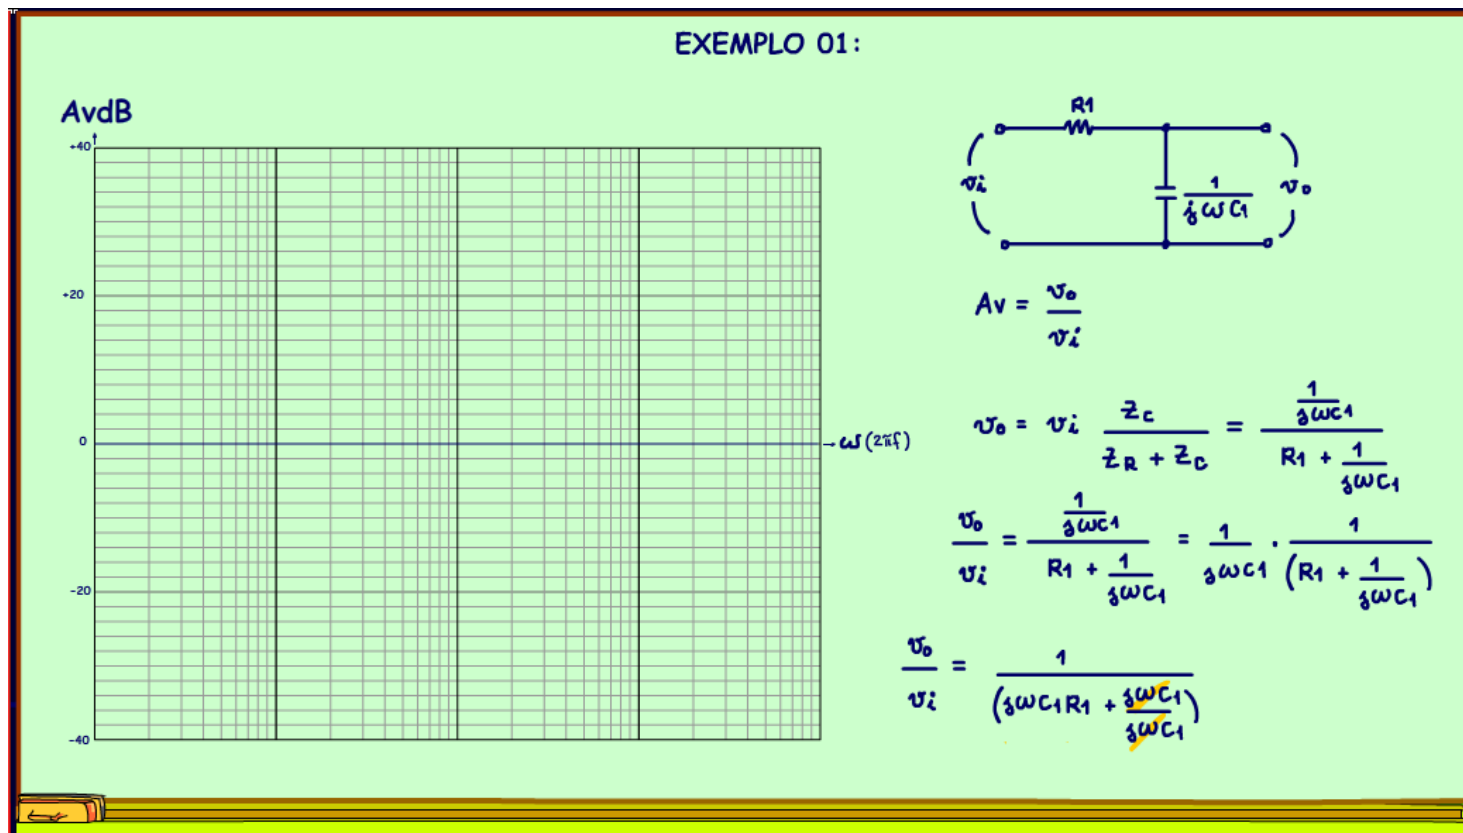 EXEMPLO 01:
AvdB
+40
+20
0
-20
-40
→ ω (2πf)
R1
vi
1
jωC1
vo
Av = vo / vi
vo = vi ZC / (ZR + ZC) = (1 / jωC1) / (R1 + 1 / jωC1)
vo / vi = (1 / jωC1) / (R1 + 1 / jωC1) = 1 / jωC1 · 1 / (R1 + 1 / jωC1)
vo / vi = 1 / (jωC1R1 + jωC1 / jωC1)